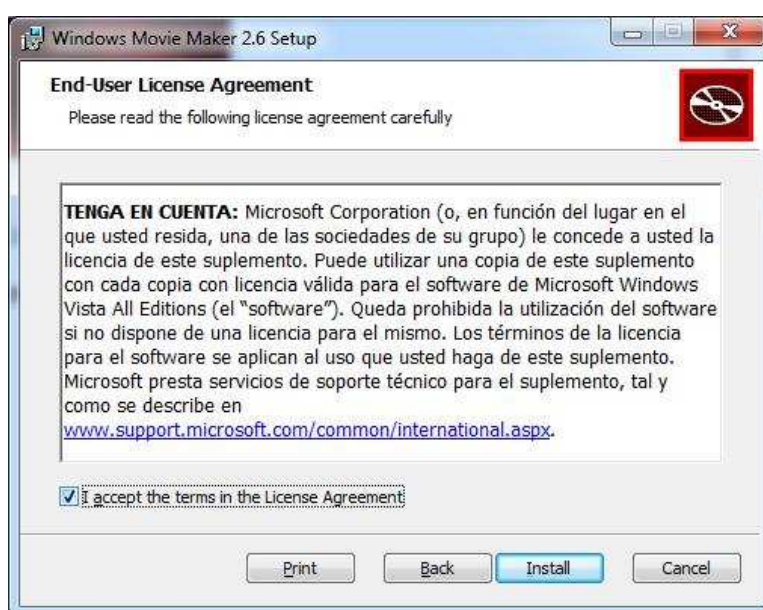 Windows Movie Maker 2.6 Setup
End-User License Agreement
Please read the following license agreement carefully
TENGA EN CUENTA: Microsoft Corporation (o, en función del lugar en el
que usted resida, una de las sociedades de su grupo) le concede a usted la
licencia de este suplemento. Puede utilizar una copia de este suplemento
con cada copia con licencia válida para el software de Microsoft Windows
Vista All Editions (el “software”). Queda prohibida la utilización del software
si no dispone de una licencia para el mismo. Los términos de la licencia
para el software se aplican al uso que usted haga de este suplemento.
Microsoft presta servicios de soporte técnico para el suplemento, tal y
como se describe en
www.support.microsoft.com/common/international.aspx.
I accept the terms in the License Agreement
Print Back Install Cancel